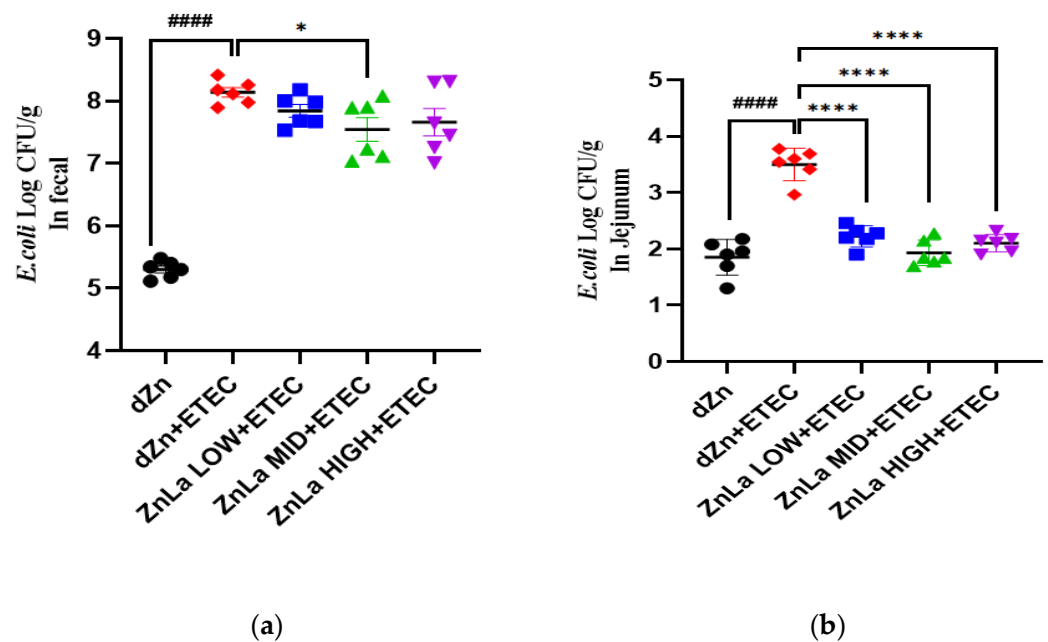 ####
*
9
8
7
6
5
4
E.coli Log CFU/g
In fecal
dZn
dZn+ETEC
ZnLa LOW+ETEC
ZnLa MID+ETEC
ZnLa HIGH+ETEC
(a)
****
****
####
****
5
4
3
2
1
0
E.coli Log CFU/g
In Jejunum
dZn
dZn+ETEC
ZnLa LOW+ETEC
ZnLa MID+ETEC
ZnLa HIGH+ETEC
(b)